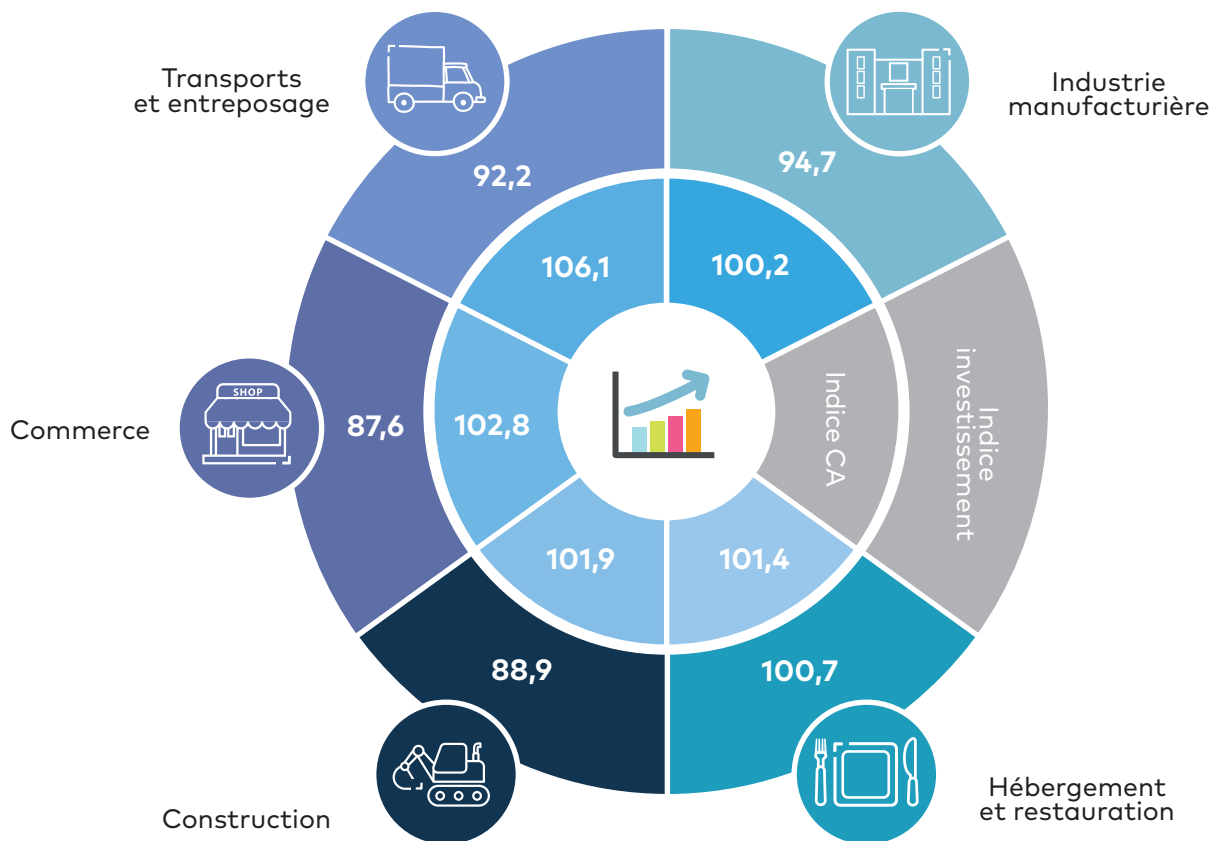 Transports
et entreposage
Industrie
manufacturière
92,2
94,7
106,1
100,2
Indice
investissement
Indice CA
SHOP
Commerce
87,6
102,8
101,9
101,4
88,9
100,7
Hébergement
et restauration
Construction